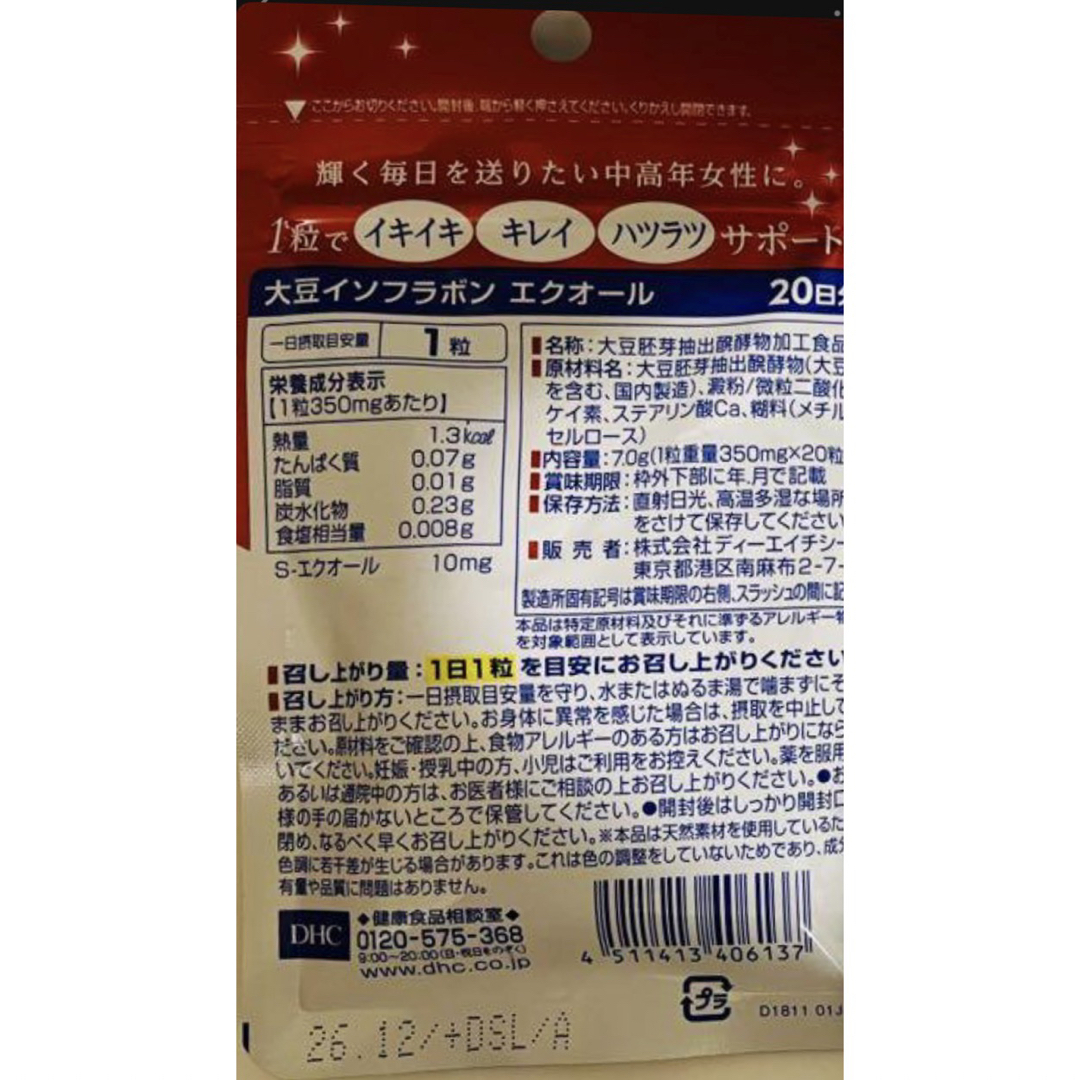 ここからお切りください。開封後、端から軽く押さえてください。くりかえし開閉できます。
輝く毎日を送りたい中高年女性に。
1粒で イキイキ キレイ ハツラツ サポート
大豆イソフラボン エクオール 20日分
一日摂取目安量 1粒
栄養成分表示
【1粒350mgあたり】
熱量 1.3kcal
たんぱく質 0.07g
脂質 0.01g
炭水化物 0.23g
食塩相当量 0.008g
S-エクオール 10mg
名称:大豆胚芽抽出醗酵物加工食品
原材料名:大豆胚芽抽出醗酵物(大豆
を含む、国内製造)、澱粉/微粒二酸化
ケイ素、ステアリン酸Ca、糊料(メチル
セルロース)
内容量:7.0g(1粒重量350mg×20粒
賞味期限:枠外下部に年.月で記載
保存方法:直射日光、高温多湿な場所
をさけて保存してください
販売者:株式会社ディーエイチシー
東京都港区南麻布2-7-
製造所固有記号は賞味期限の右側、スラッシュの間に記
本品は特定原材料及びそれに準ずるアレルギー物
を対象範囲として表示しています。
召し上がり量:1日1粒を目安にお召し上がりください
召し上がり方:一日摂取目安量を守り、水またはぬるま湯で噛まずにそ
ままお召し上がりください。お身体に異常を感じた場合は、摂取を中止して
ださい。原材料をご確認の上、食物アレルギーのある方はお召し上がりになら
いでください。妊娠・授乳中の方、小児はご利用をお控えください。薬を服用
あるいは通院中の方は、お医者様にご相談の上お召し上がりください。●お
様の手の届かないところで保管してください。●開封後はしっかり開封口
閉め、なるべく早くお召し上がりください。※本品は天然素材を使用しているた
色調に若干差が生じる場合があります。これは色の調整をしていないためであり、成分
有量や品質に問題はありません。
DHC
◆健康食品相談室◆
0120-575-368
9:00~20:00(日・祝日をのぞく)
www.dhc.co.jp
4 511413 406137
プラ
D1811 01J
26.12/+DSL/A